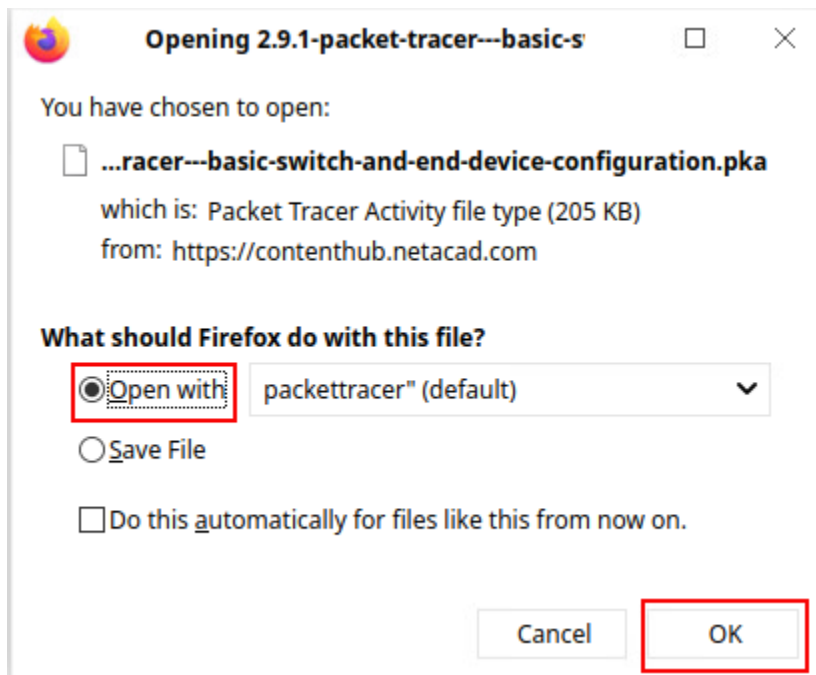 Opening 2.9.1-packet-tracer---basic-s
You have chosen to open:
...racer---basic-switch-and-end-device-configuration.pka
which is: Packet Tracer Activity file type (205 KB)
from: https://contenthub.netacad.com
What should Firefox do with this file?
Open with packettracer" (default)
Save File
Do this automatically for files like this from now on.
Cancel OK